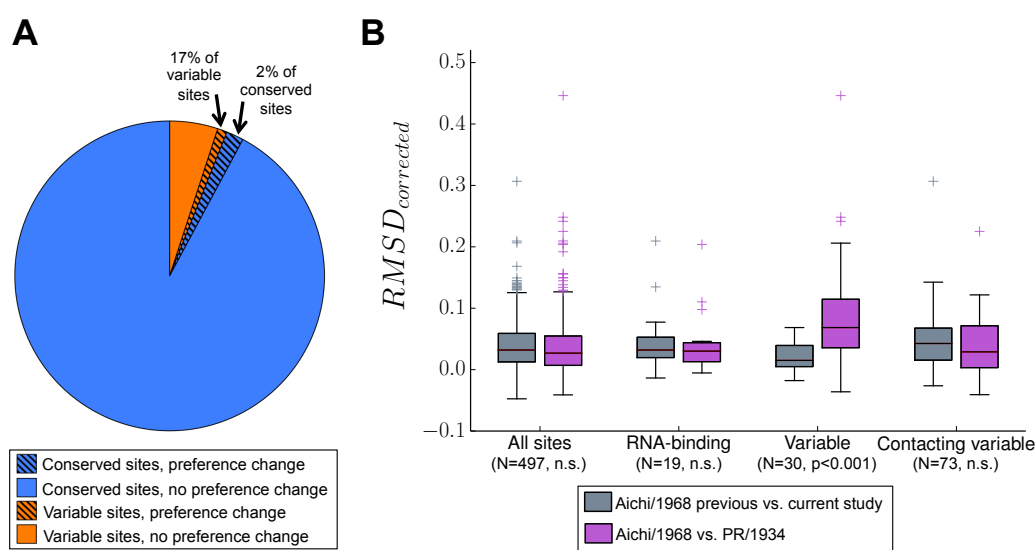 A
17% of
variable
sites
2% of
conserved
sites
Conserved sites, preference change
Conserved sites, no preference change
Variable sites, preference change
Variable sites, no preference change
B
RMSD_corrected
0.5
0.4
0.3
0.2
0.1
0.0
−0.1
All sites
(N=497, n.s.)
RNA-binding
(N=19, n.s.)
Variable
(N=30, p<0.001)
Contacting variable
(N=73, n.s.)
Aichi/1968 previous vs. current study
Aichi/1968 vs. PR/1934